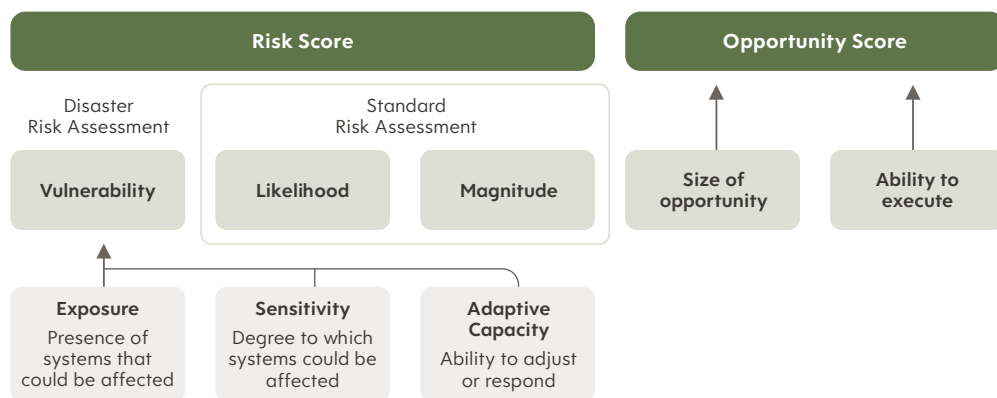 Risk Score
Opportunity Score
Disaster
Risk Assessment
Standard
Risk Assessment
Vulnerability
Likelihood
Magnitude
Size of
opportunity
Ability to
execute
Exposure
Presence of
systems that
could be affected
Sensitivity
Degree to which
systems could be
affected
Adaptive
Capacity
Ability to adjust
or respond